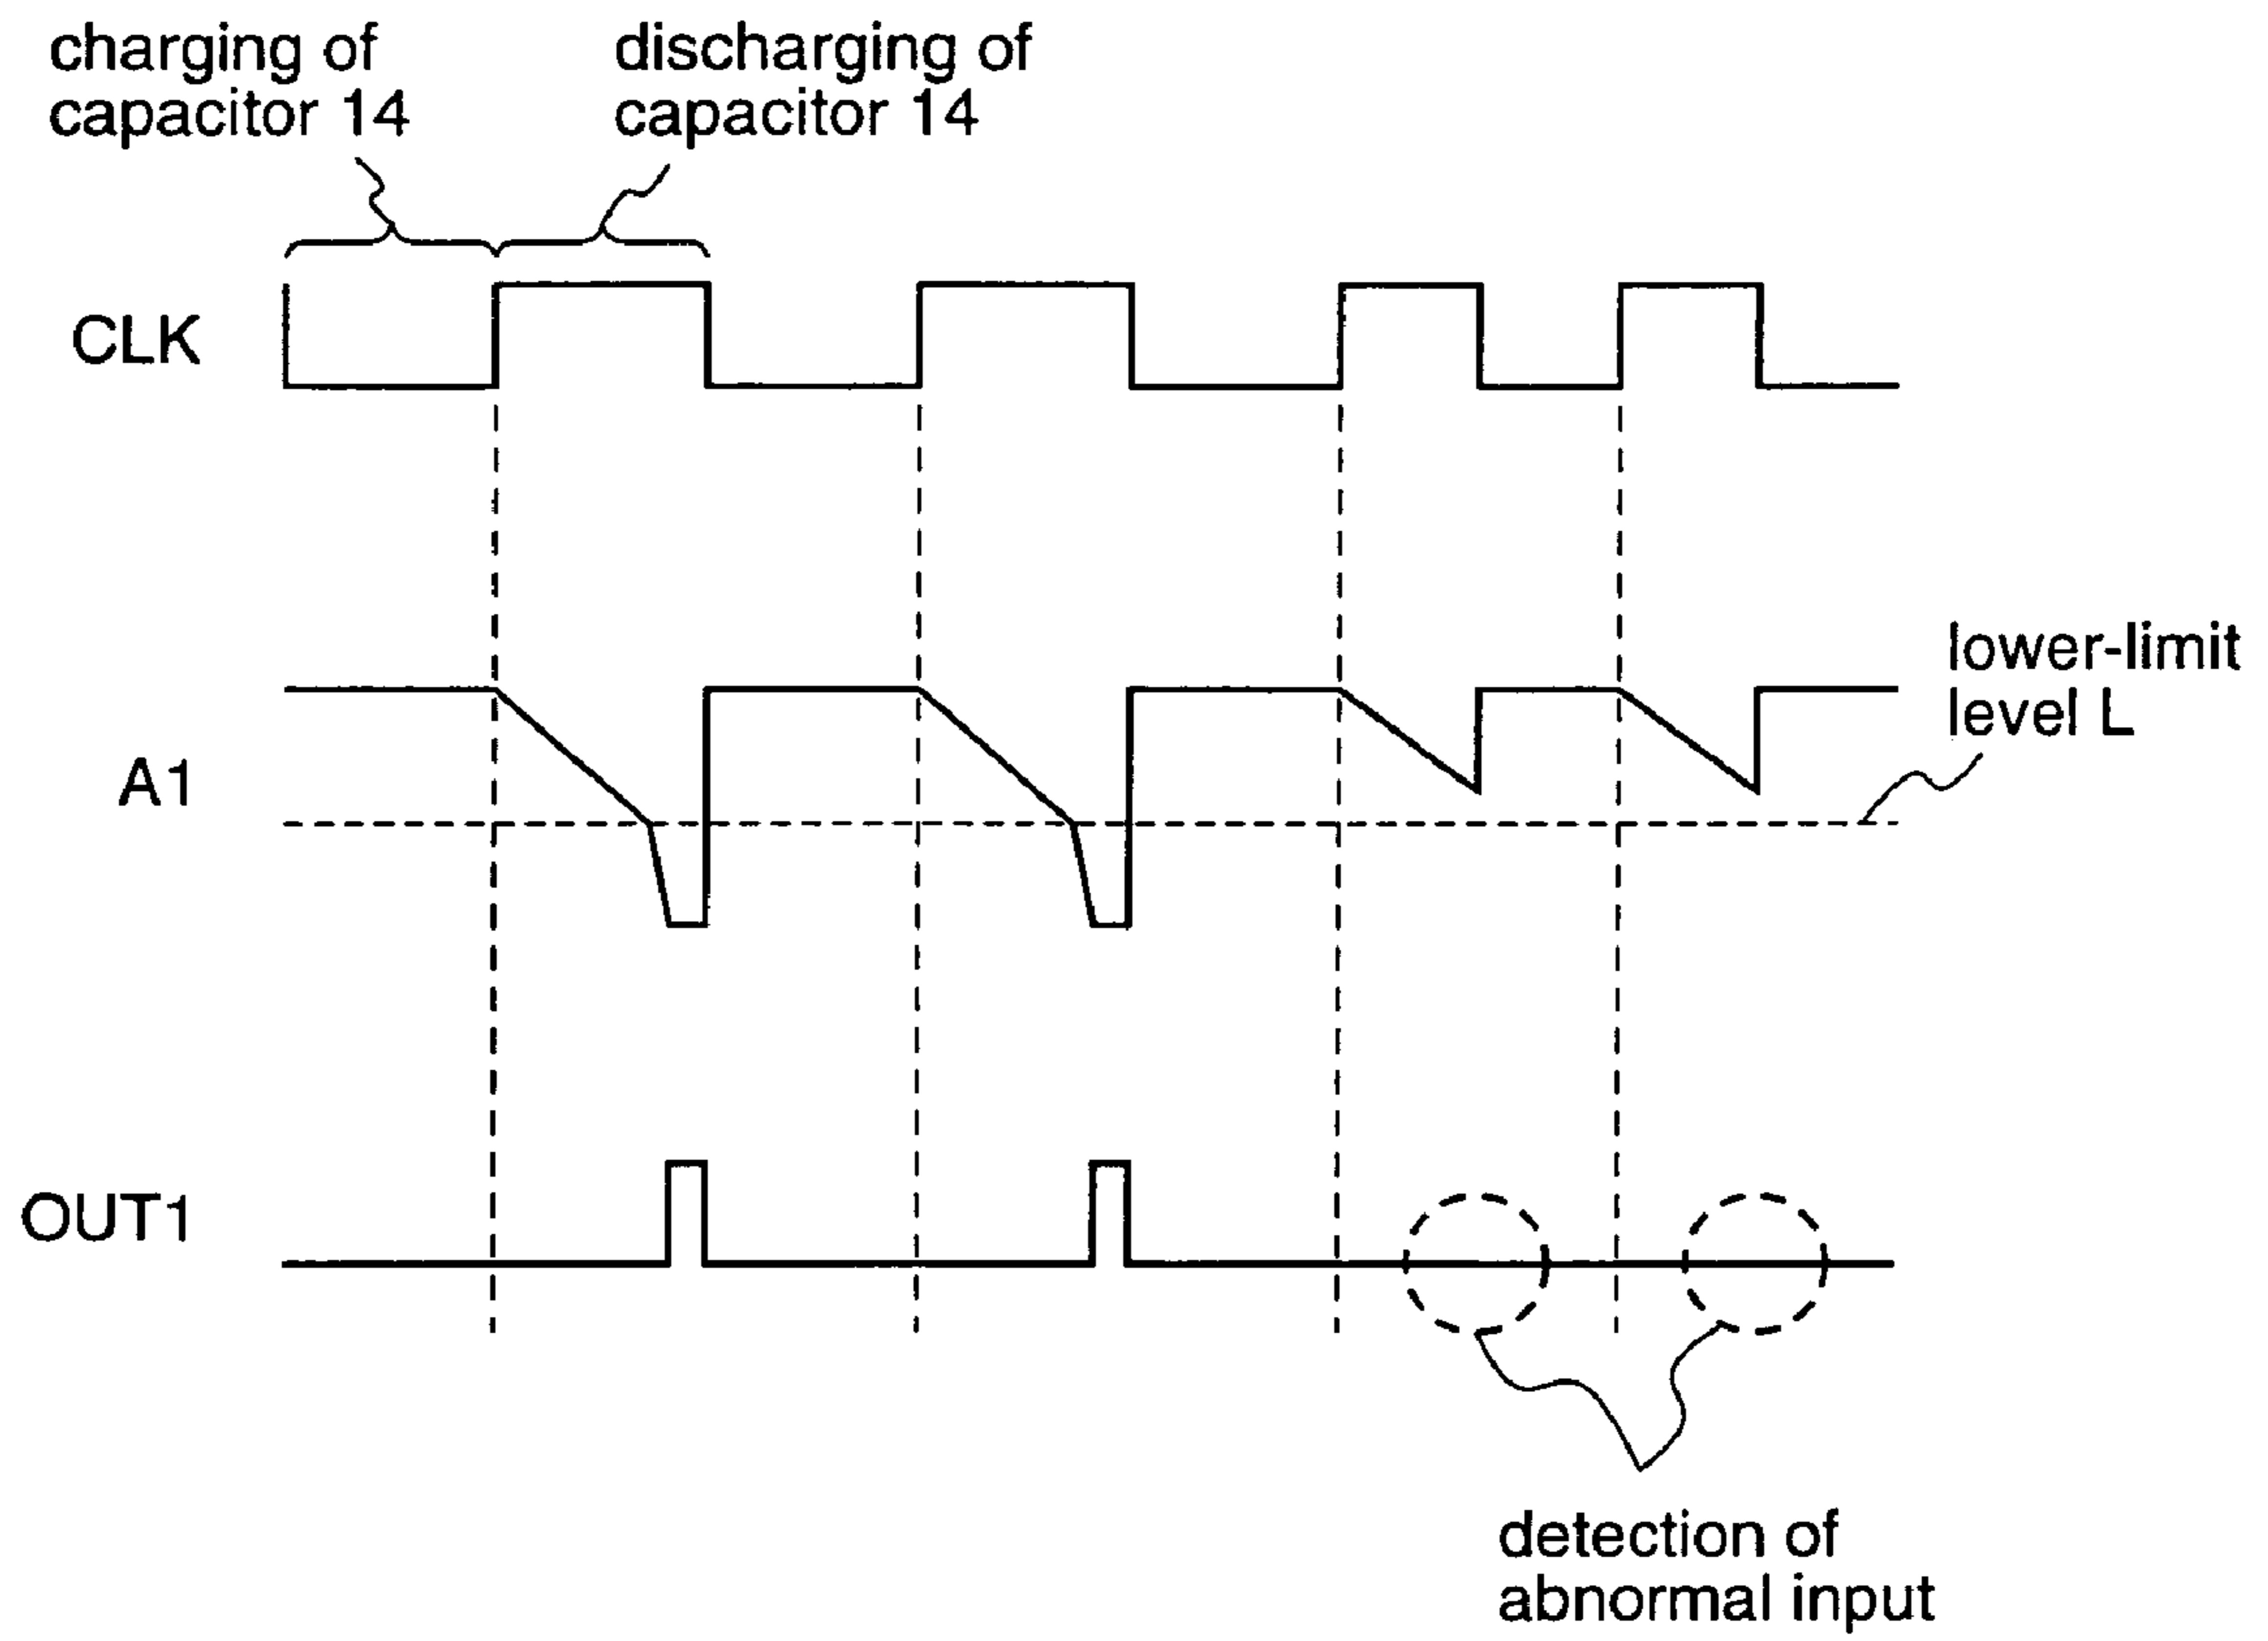 charging of
capacitor 14
discharging of
capacitor 14
CLK
lower-limit
level L
A1
OUT1
detection of
abnormal input